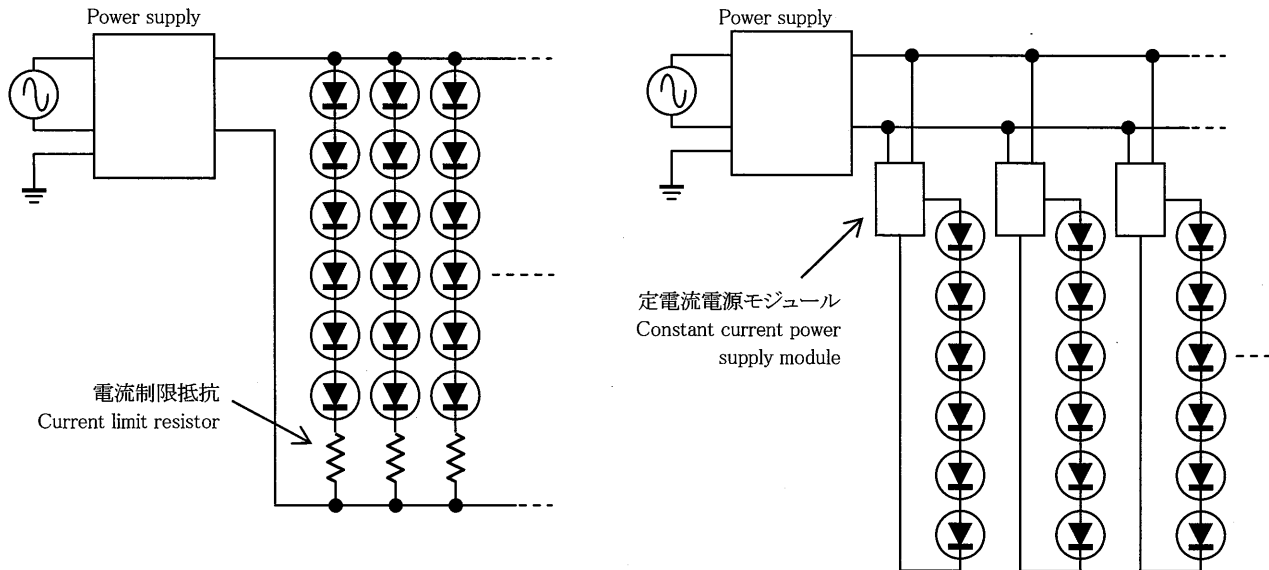 Power supply
電流制限抵抗
Current limit resistor
Power supply
定電流電源モジュール
Constant current power
supply module